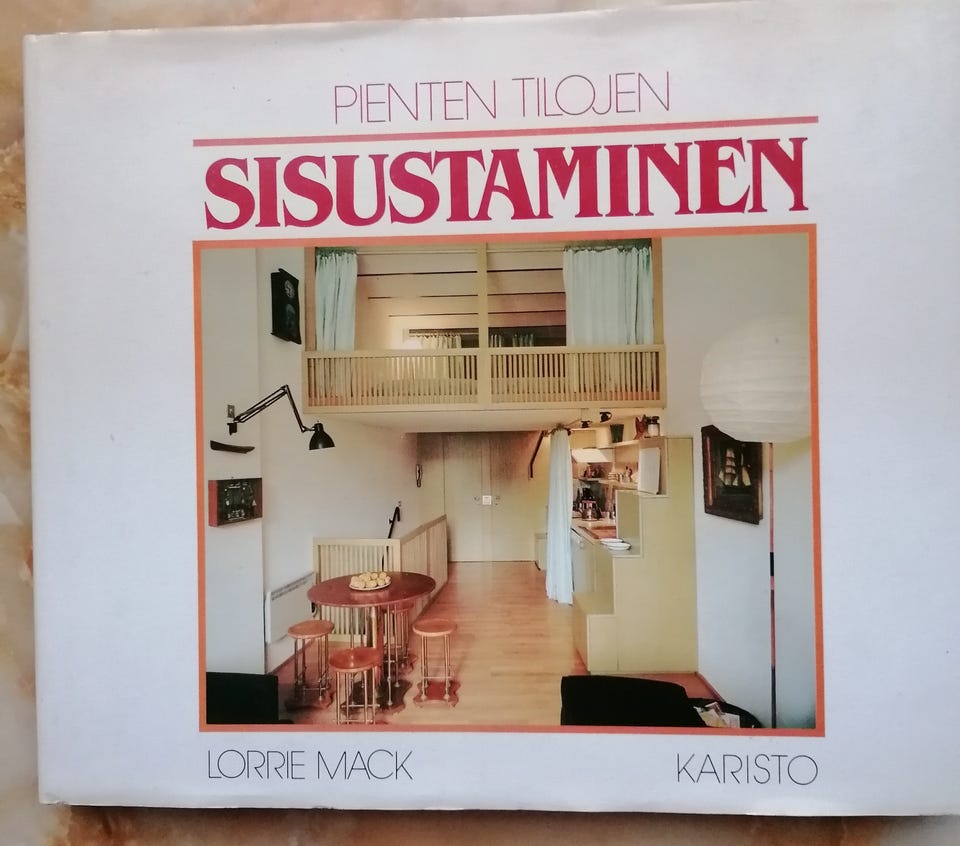 PIENTEN TILOJEN
SISUSTAMINEN
LORRIE MACK
KARISTO